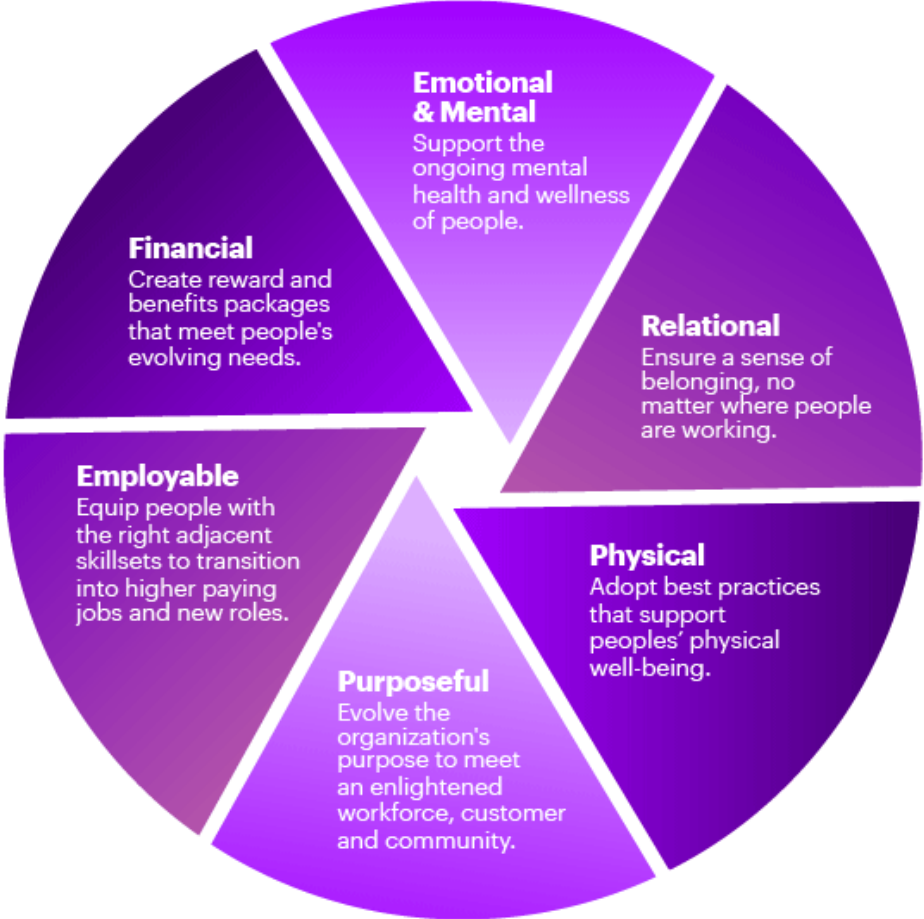 Emotional
& Mental
Support the
ongoing mental
health and wellness
of people.
Relational
Ensure a sense of
belonging, no
matter where people
are working.
Physical
Adopt best practices
that support
peoples’ physical
well-being.
Purposeful
Evolve the
organization's
purpose to meet
an enlightened
workforce, customer
and community.
Employable
Equip people with
the right adjacent
skillsets to transition
into higher paying
jobs and new roles.
Financial
Create reward and
benefits packages
that meet people's
evolving needs.